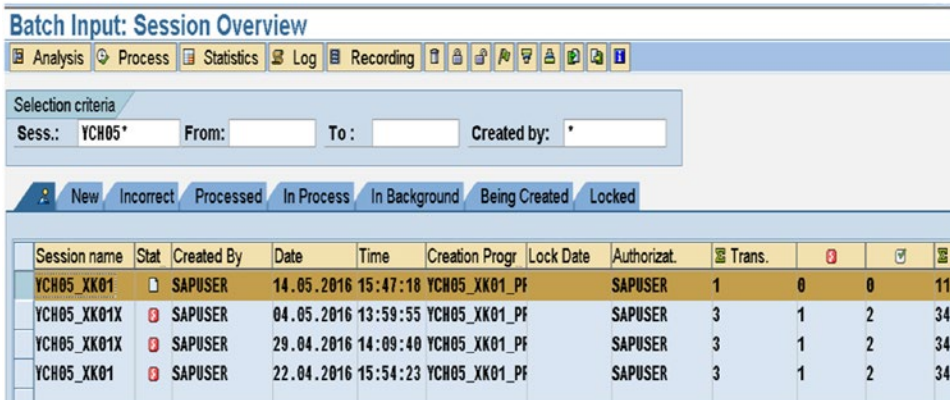 Batch Input: Session Overview
Analysis Process Statistics Log Recording
Selection criteria
Sess.: YCH05* From: To : Created by: *
New Incorrect Processed In Process In Background Being Created Locked
Session name Stat Created By Date Time Creation Progr Lock Date Authorizat. Trans.
YCH05_XK01 SAPUSER 14.05.2016 15:47:18 YCH05_XK01_PF SAPUSER 1 0 0 11
YCH05_XK01X SAPUSER 04.05.2016 13:59:55 YCH05_XK01_PF SAPUSER 3 1 2 34
YCH05_XK01X SAPUSER 29.04.2016 14:09:40 YCH05_XK01_PF SAPUSER 3 1 2 34
YCH05_XK01 SAPUSER 22.04.2016 15:54:23 YCH05_XK01_PF SAPUSER 3 1 2 34